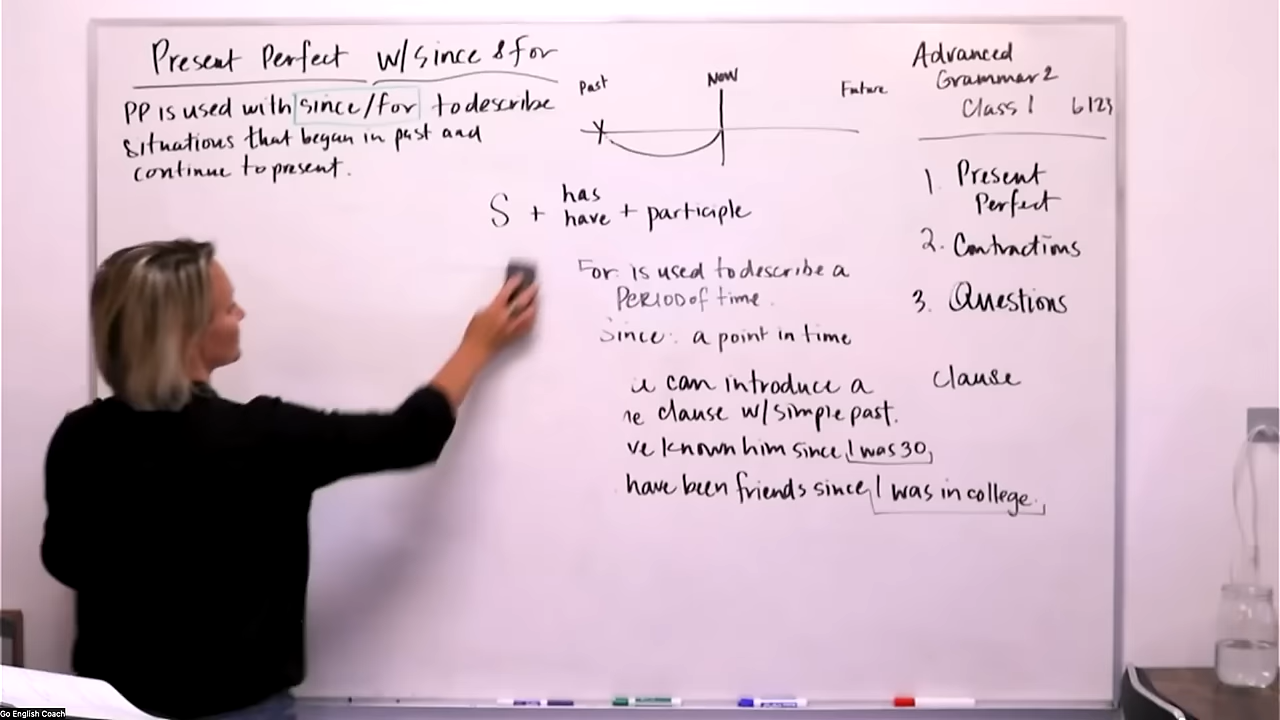 Present Perfect w/since & for
PP is used with since/for to describe
situations that began in past and
continue to present.
Past Now Future
X
S + has
have + participle
For: is used to describe a
PERIOD of time.
Since: a point in time
can introduce a
clause w/simple past.
ve known him since I was 30,
have been friends since I was in college.
Advanced
Grammar 2
Class 1 6123
1. Present
Perfect
2. Contractions
3. Questions
Clause
Go English Coach